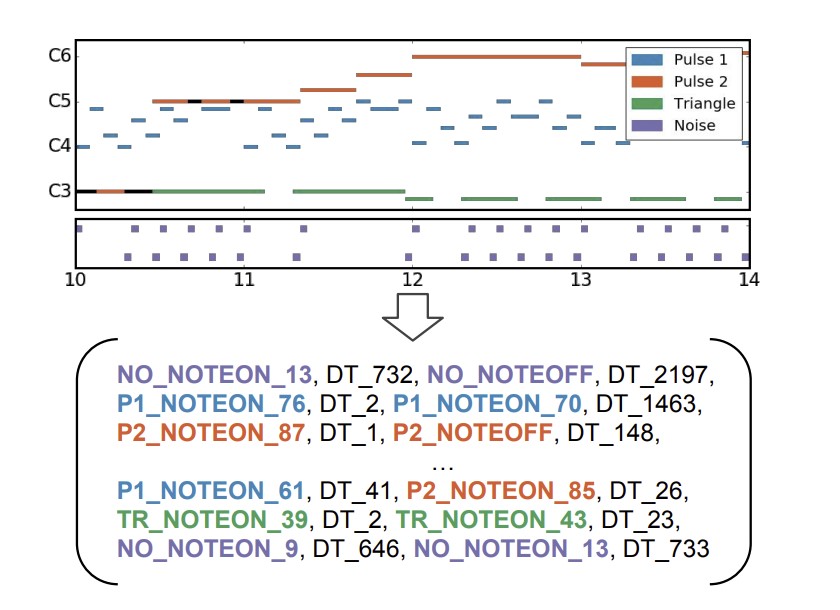 C6
C5
C4
C3
Pulse 1
Pulse 2
Triangle
Noise
10 11 12 13 14
NO_NOTEON_13, DT_732, NO_NOTEOFF, DT_2197,
P1_NOTEON_76, DT_2, P1_NOTEON_70, DT_1463,
P2_NOTEON_87, DT_1, P2_NOTEOFF, DT_148,
...
P1_NOTEON_61, DT_41, P2_NOTEON_85, DT_26,
TR_NOTEON_39, DT_2, TR_NOTEON_43, DT_23,
NO_NOTEON_9, DT_646, NO_NOTEON_13, DT_733